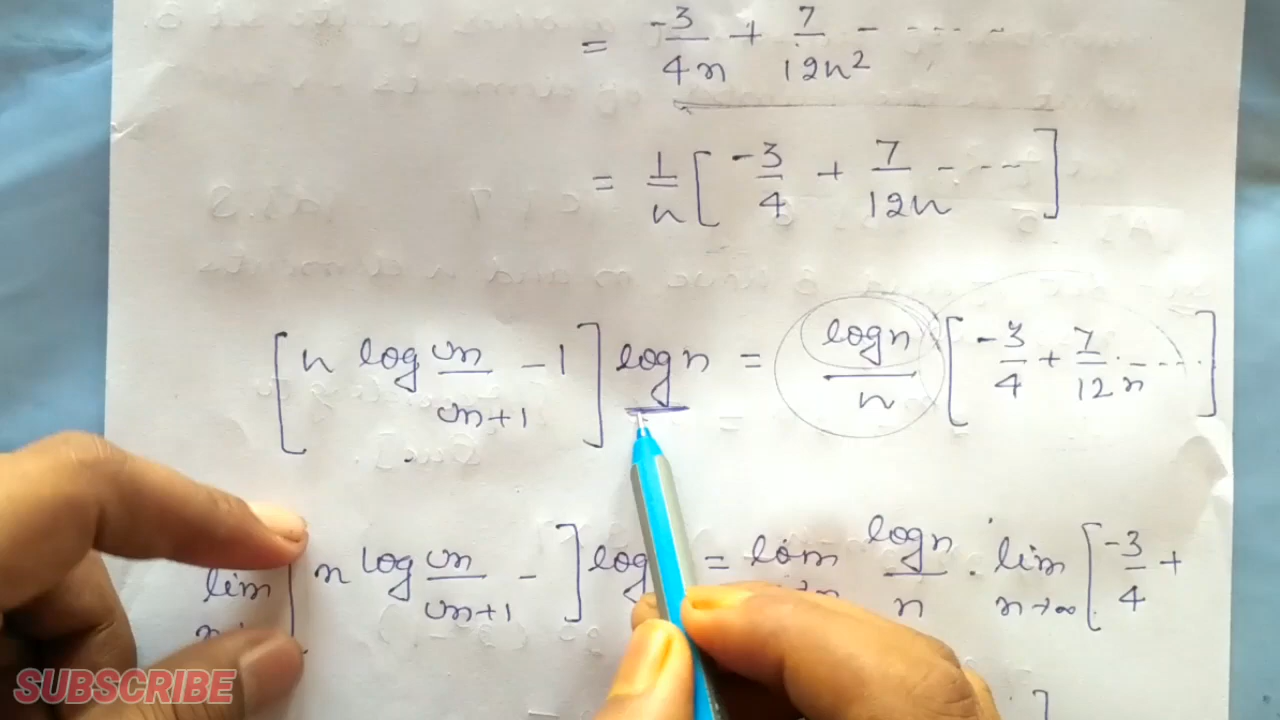 = -3/4n + 7/12n² - - - - -
= 1/n [ -3/4 + 7/12n - - - - ]
[ n log un/un+1 - 1 ] log n = log n/n [ -3/4 + 7/12n - - - - ]
lim [ n log un/un+1 - ] log = lim log n/n . lim n→∞ [ -3/4 +
SUBSCRIBE